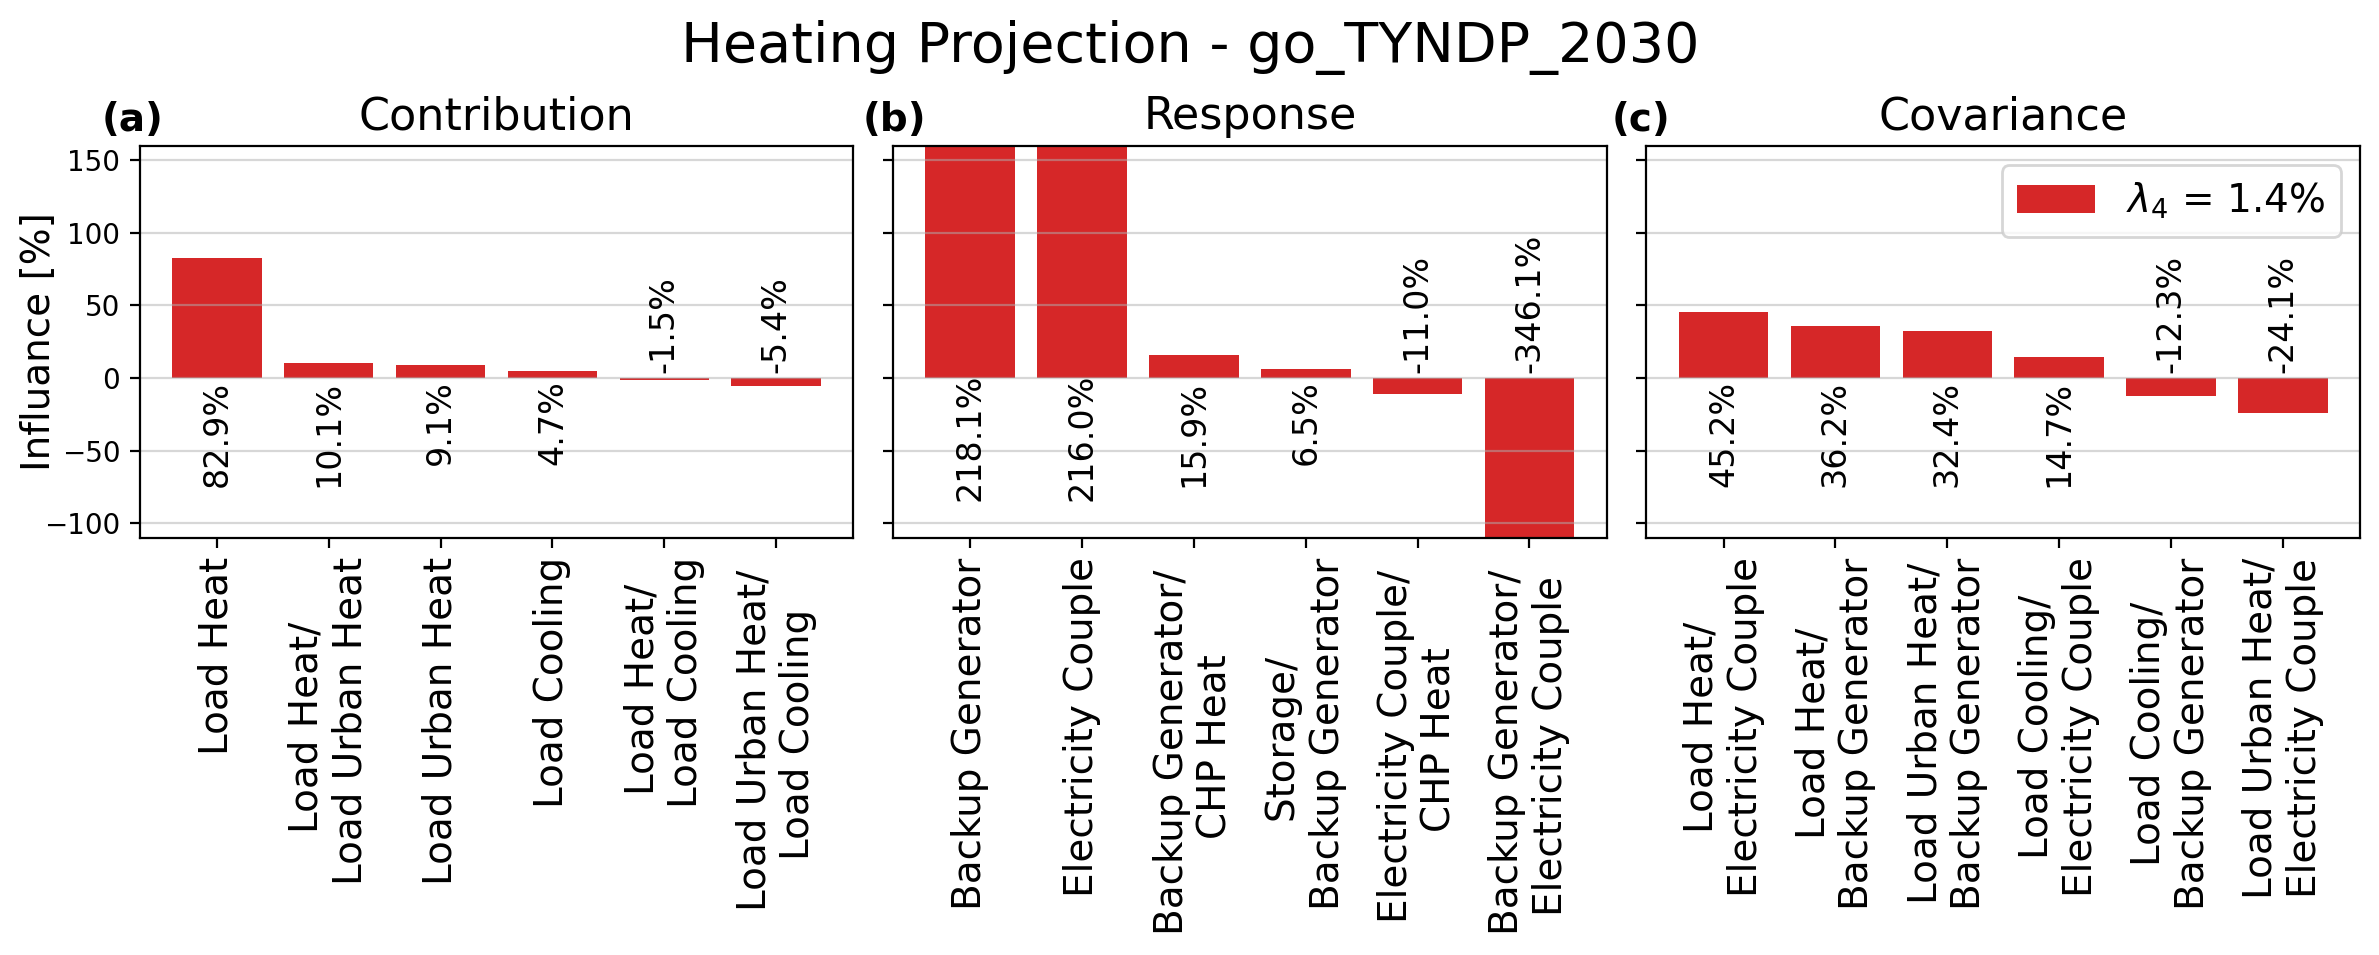 Heating Projection - go_TYNDP_2030
(a)
Contribution
(b)
Response
(c)
Covariance
Influance [%]
150
100
50
0
−50
−100
82.9%
10.1%
9.1%
4.7%
-1.5%
-5.4%
Load Heat
Load Heat/
Load Urban Heat
Load Urban Heat
Load Cooling
Load Heat/
Load Cooling
Load Urban Heat/
Load Cooling
218.1%
216.0%
15.9%
6.5%
-11.0%
-346.1%
Backup Generator
Electricity Couple
Backup Generator/
CHP Heat
Storage/
Backup Generator
Electricity Couple/
CHP Heat
Backup Generator/
Electricity Couple
λ4 = 1.4%
45.2%
36.2%
32.4%
14.7%
-12.3%
-24.1%
Load Heat/
Electricity Couple
Load Heat/
Backup Generator
Load Urban Heat/
Backup Generator
Load Cooling/
Electricity Couple
Load Cooling/
Backup Generator
Load Urban Heat/
Electricity Couple